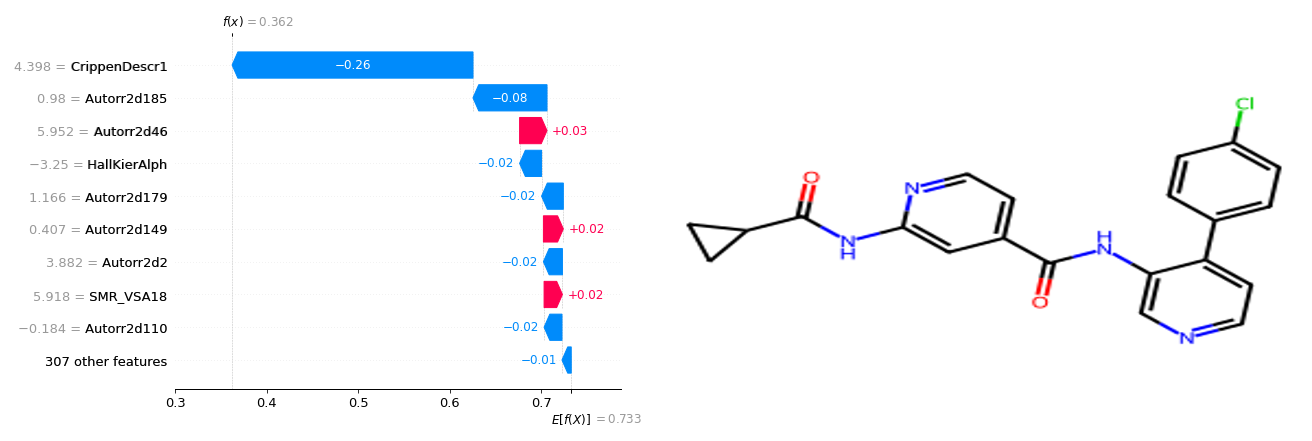 f(x) = 0.362
4.398 = CrippenDescr1
−0.26
0.98 = Autorr2d185
−0.08
5.952 = Autorr2d46
+0.03
−3.25 = HallKierAlph
−0.02
1.166 = Autorr2d179
−0.02
0.407 = Autorr2d149
+0.02
3.882 = Autorr2d2
−0.02
5.918 = SMR_VSA18
+0.02
−0.184 = Autorr2d110
−0.02
307 other features
−0.01
0.3 0.4 0.5 0.6 0.7
E[f(X)] = 0.733
Cl
O
N
N
H
H
N
O
N